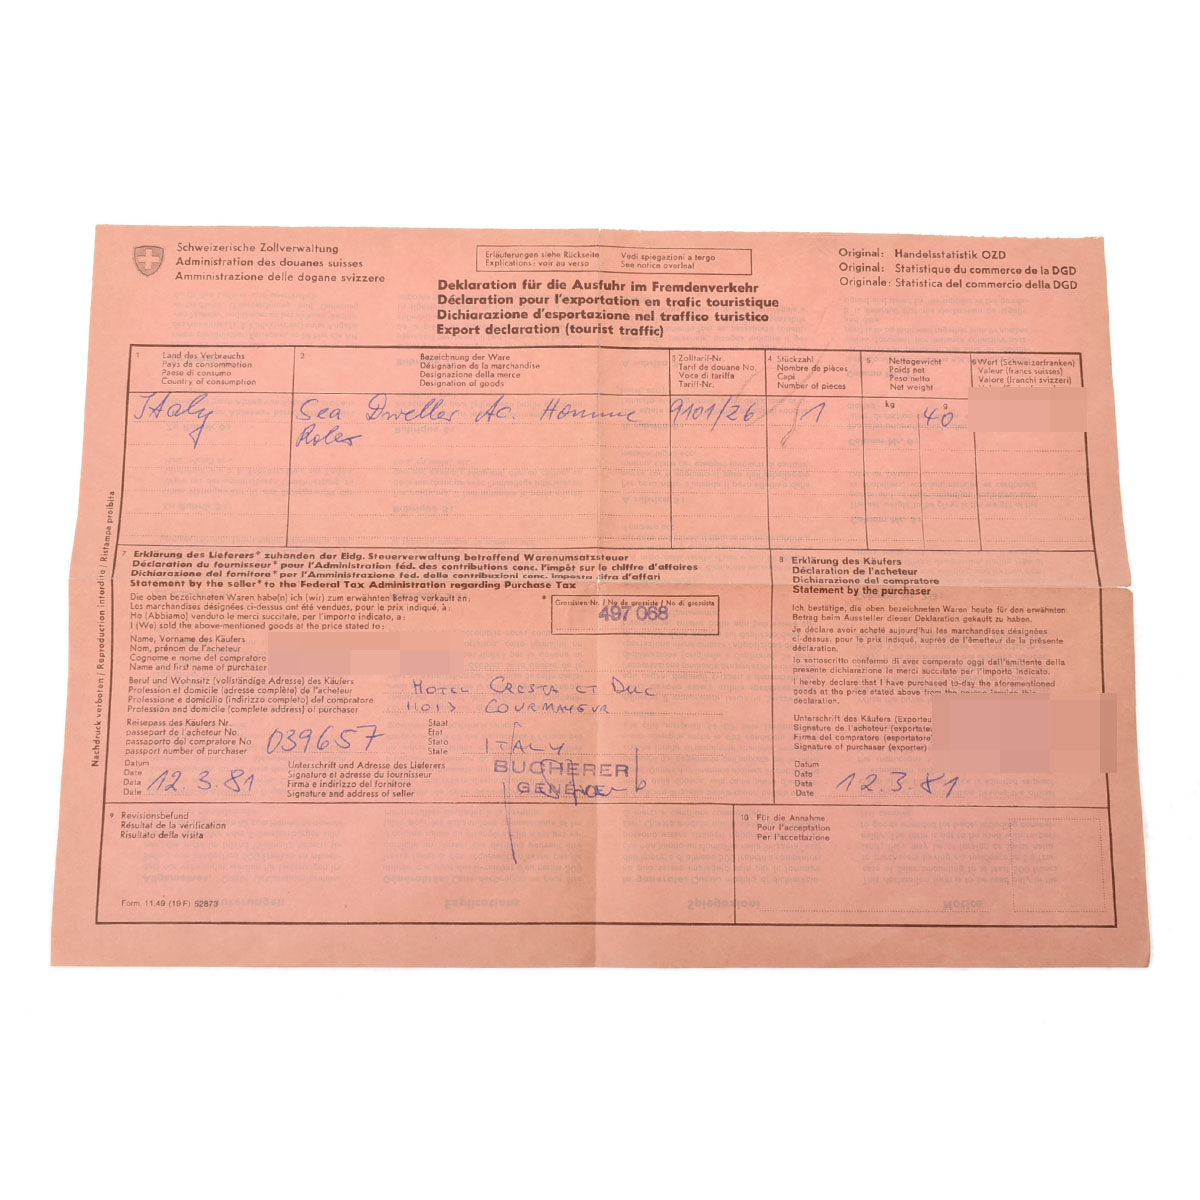 Schweizerische Zollverwaltung
Administration des douanes suisses
Amministrazione delle dogane svizzere
Erläuterungen siehe Rückseite
Explications: voir au verso
Vedi spiegazioni a tergo
See notice overleaf
Original: Handelsstatistik OZD
Original: Statistique du commerce de la DGD
Originale: Statistica del commercio della DGD
Deklaration für die Ausfuhr im Fremdenverkehr
Déclaration pour l'exportation en trafic touristique
Dichiarazione d'esportazione nel traffico turistico
Export declaration (tourist traffic)
1 Land des Verbrauchs
Pays de consommation
Paese di consumo
Country of consumption
2 Bezeichnung der Ware
Désignation de la marchandise
Designazione della merce
Designation of goods
3 Zolltarif-Nr.
Tarif de douane No.
Voce di tariffa
Tariff-Nr.
4 Stückzahl
Nombre de pièces
Capi
Number of pieces
5 Nettogewicht
Poids net
Peso netto
Net weight
6 Wert (Schweizerfranken)
Valeur (francs suisses)
Valore (franchi svizzeri)
kg g
Italy Sea Dweller Ac. Homme 9101/26 1 40
Rolex
7 Erklärung des Lieferers* zuhanden der Eidg. Steuerverwaltung betreffend Warenumsatzsteuer
Déclaration du fournisseur* pour l'Administration féd. des contributions conc. l'impôt sur le chiffre d'affaires
Dichiarazione del fornitore* per l'Amministrazione fed. delle contribuzioni conc. imposta cifra d'affari
Statement by the seller* to the Federal Tax Administration regarding Purchase Tax
Die oben bezeichneten Waren habe(n) ich (wir) zum erwähnten Betrag verkauft an:
Les marchandises désignées ci-dessus ont été vendues, pour le prix indiqué, à:
Ho (Abbiamo) venduto le merci succitate, per l'importo indicato, a:
I (We) sold the above-mentioned goods at the price stated to:
* Grossisten-Nr. / No de grossiste / No di grossista
497 068
Name, Vorname des Käufers
Nom, prénom de l'acheteur
Cognome e nome del compratore
Name and first name of purchaser
Beruf und Wohnsitz (vollständige Adresse) des Käufers
Profession et domicile (adresse complète) de l'acheteur
Professione e domicilio (indirizzo completo) del compratore
Profession and domicile (complete address) of purchaser
HOTEL CRESTA ET DUC
11013 COURMAYEUR
Reisepass des Käufers Nr.
passeport de l'acheteur No.
passaporto del compratore No
passport number of purchaser
039657
Staat
Etat
Stato
State
ITALY
Datum
Date
Data
Date
12.3.81
Unterschrift und Adresse des Lieferers
Signature et adresse du fournisseur
Firma e indirizzo del fornitore
Signature and address of seller
BUCHERER
GENEVE
8 Erklärung des Käufers
Déclaration de l'acheteur
Dichiarazione del compratore
Statement by the purchaser
Ich bestätige, die oben bezeichneten Waren heute für den erwähnten
Betrag beim Aussteller dieser Deklaration gekauft zu haben.
Je déclare avoir acheté aujourd'hui les marchandises désignées
ci-dessus, pour le prix indiqué, auprès de l'émetteur de la présente
déclaration.
Io sottoscritto confermo di aver comperato oggi dall'emittente della
presente dichiarazione le merci succitate per l'importo indicato.
I hereby declare that I have purchased to-day the aforementioned
goods at the price stated above from the person issuing this
declaration.
Unterschrift des Käufers (Exporteu
Signature de l'acheteur (exportate
Firma del compratore (esportatore)
Signature of purchaser (exporter)
Datum
Date
Data
Date
12.3.81
9 Revisionsbefund
Résultat de la vérification
Risultato della visita
10 Für die Annahme
Pour l'acceptation
Per l'accettazione
Form. 11.49 (19 F) 52873
Nachdruck verboten / Reproduction interdite / Ristampa proibita